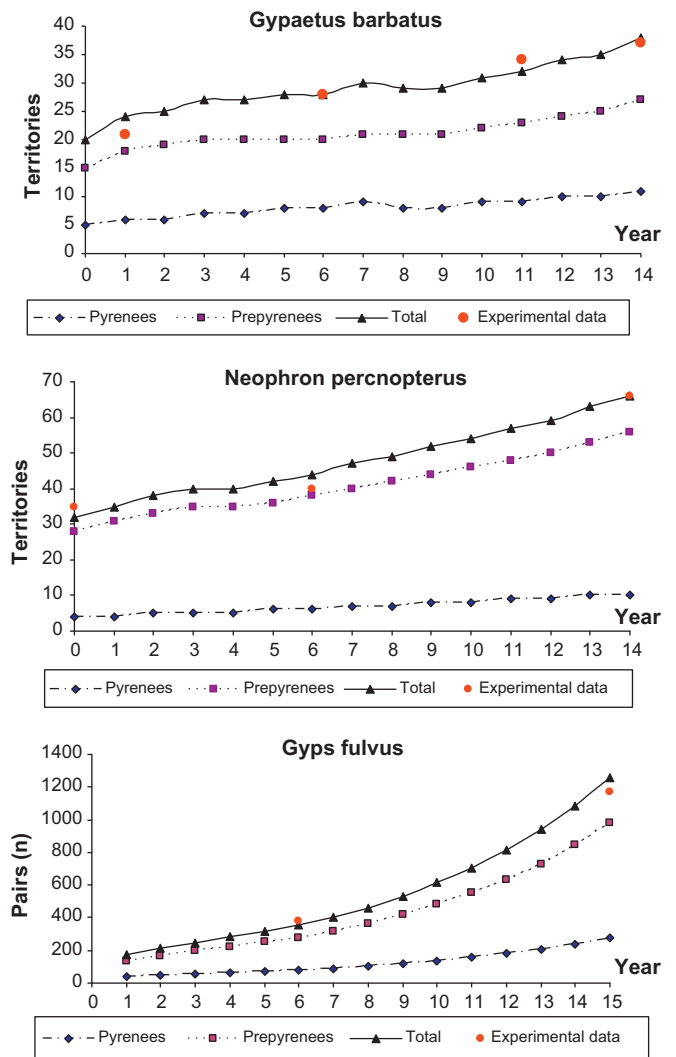 Gypaetus barbatus
40
35
30
25
20
15
10
5
0
Territories
Year
0 1 2 3 4 5 6 7 8 9 10 11 12 13 14
Pyrenees Prepyrenees Total Experimental data
Neophron percnopterus
70
60
50
40
30
20
10
0
Territories
Year
0 1 2 3 4 5 6 7 8 9 10 11 12 13 14
Pyrenees Prepyrenees Total Experimental data
Gyps fulvus
1400
1200
1000
800
600
400
200
0
Pairs (n)
Year
0 1 2 3 4 5 6 7 8 9 10 11 12 13 14 15
Pyrenees Prepyrenees Total Experimental data